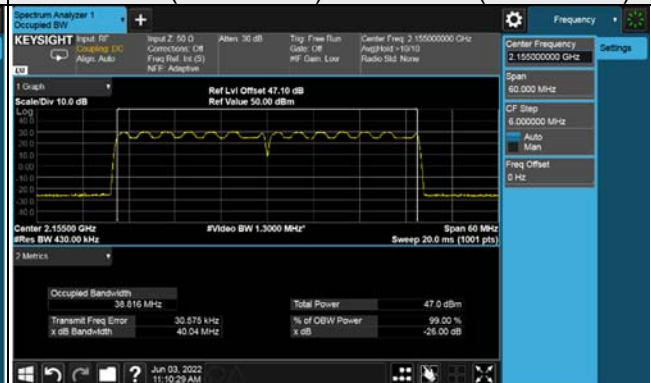 Spectrum Analyzer 1
Occupied BW
Frequency
KEYSIGHT
Input: RF
Coupling: DC
Align: Auto
Input Z: 50 Ω
Corrections: Off
Freq Ref: Int (S)
NFE: Adaptive
Atten: 30 dB
Trig: Free Run
Gate: Off
#IF Gain: Low
Center Freq: 2.155000000 GHz
Avg|Hold:>10/10
Radio Std: None
LM
Center Frequency
2.155000000 GHz
Settings
Span
60.000 MHz
CF Step
6.000000 MHz
Auto
Man
Freq Offset
0 Hz
1 Graph
Scale/Div 10.0 dB
Ref Lvl Offset 47.10 dB
Ref Value 50.00 dBm
Log
40.0
30.0
20.0
10.0
0.00
-10.0
-20.0
-30.0
-40.0
Center 2.15500 GHz
#Res BW 430.00 kHz
#Video BW 1.3000 MHz*
Span 60 MHz
Sweep 20.0 ms (1001 pts)
2 Metrics
Occupied Bandwidth
38.816 MHz
Total Power
47.0 dBm
Transmit Freq Error
30.575 kHz
% of OBW Power
99.00 %
x dB Bandwidth
40.04 MHz
x dB
-26.00 dB
?
Jun 03, 2022
11:10:29 AM